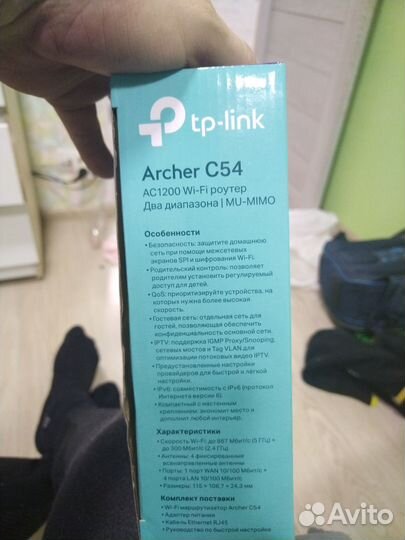 tp-link
Archer C54
AC1200 Wi-Fi роутер
Два диапазона | MU-MIMO
Особенности
• Безопасность: защитите домашнюю
сеть при помощи межсетевых
экранов SPI и шифрования Wi-Fi.
• Родительский контроль: позволяет
родителям установить регулируемый
доступ для детей.
• QoS: приоритизируйте устройства, на
которых нужна более высокая
скорость.
• Гостевая сеть: отдельная сеть для
гостей, позволяющая обеспечить
конфиденциальность основной сети.
• IPTV: поддержка IGMP Proxy/Snooping,
сетевых мостов и Tag VLAN для
оптимизации потоковых видео IPTV.
• Предустановленные настройки
провайдеров для быстрой и лёгкой
настройки.
• IPv6: совместимость с IPv6 (протокол
Интернета версии 6).
• Компактный с настенным
креплением: экономит место и
дополнит любой интерьер.
Характеристики
• Скорость Wi-Fi: до 867 Мбит/с (5 ГГц) +
до 300 Мбит/с (2,4 ГГц)
• Антенны: 4 фиксированные
всенаправленные антенны
• Порты: 1 порт WAN 10/100 Мбит/с +
4 порта LAN 10/100 Мбит/с
• Размеры: 115 × 106,7 × 24,3 мм
Комплект поставки
• Wi-Fi маршрутизатор Archer C54
• Адаптер питания
• Кабель Ethernet RJ45
• Руководство по быстрой настройке
Avito